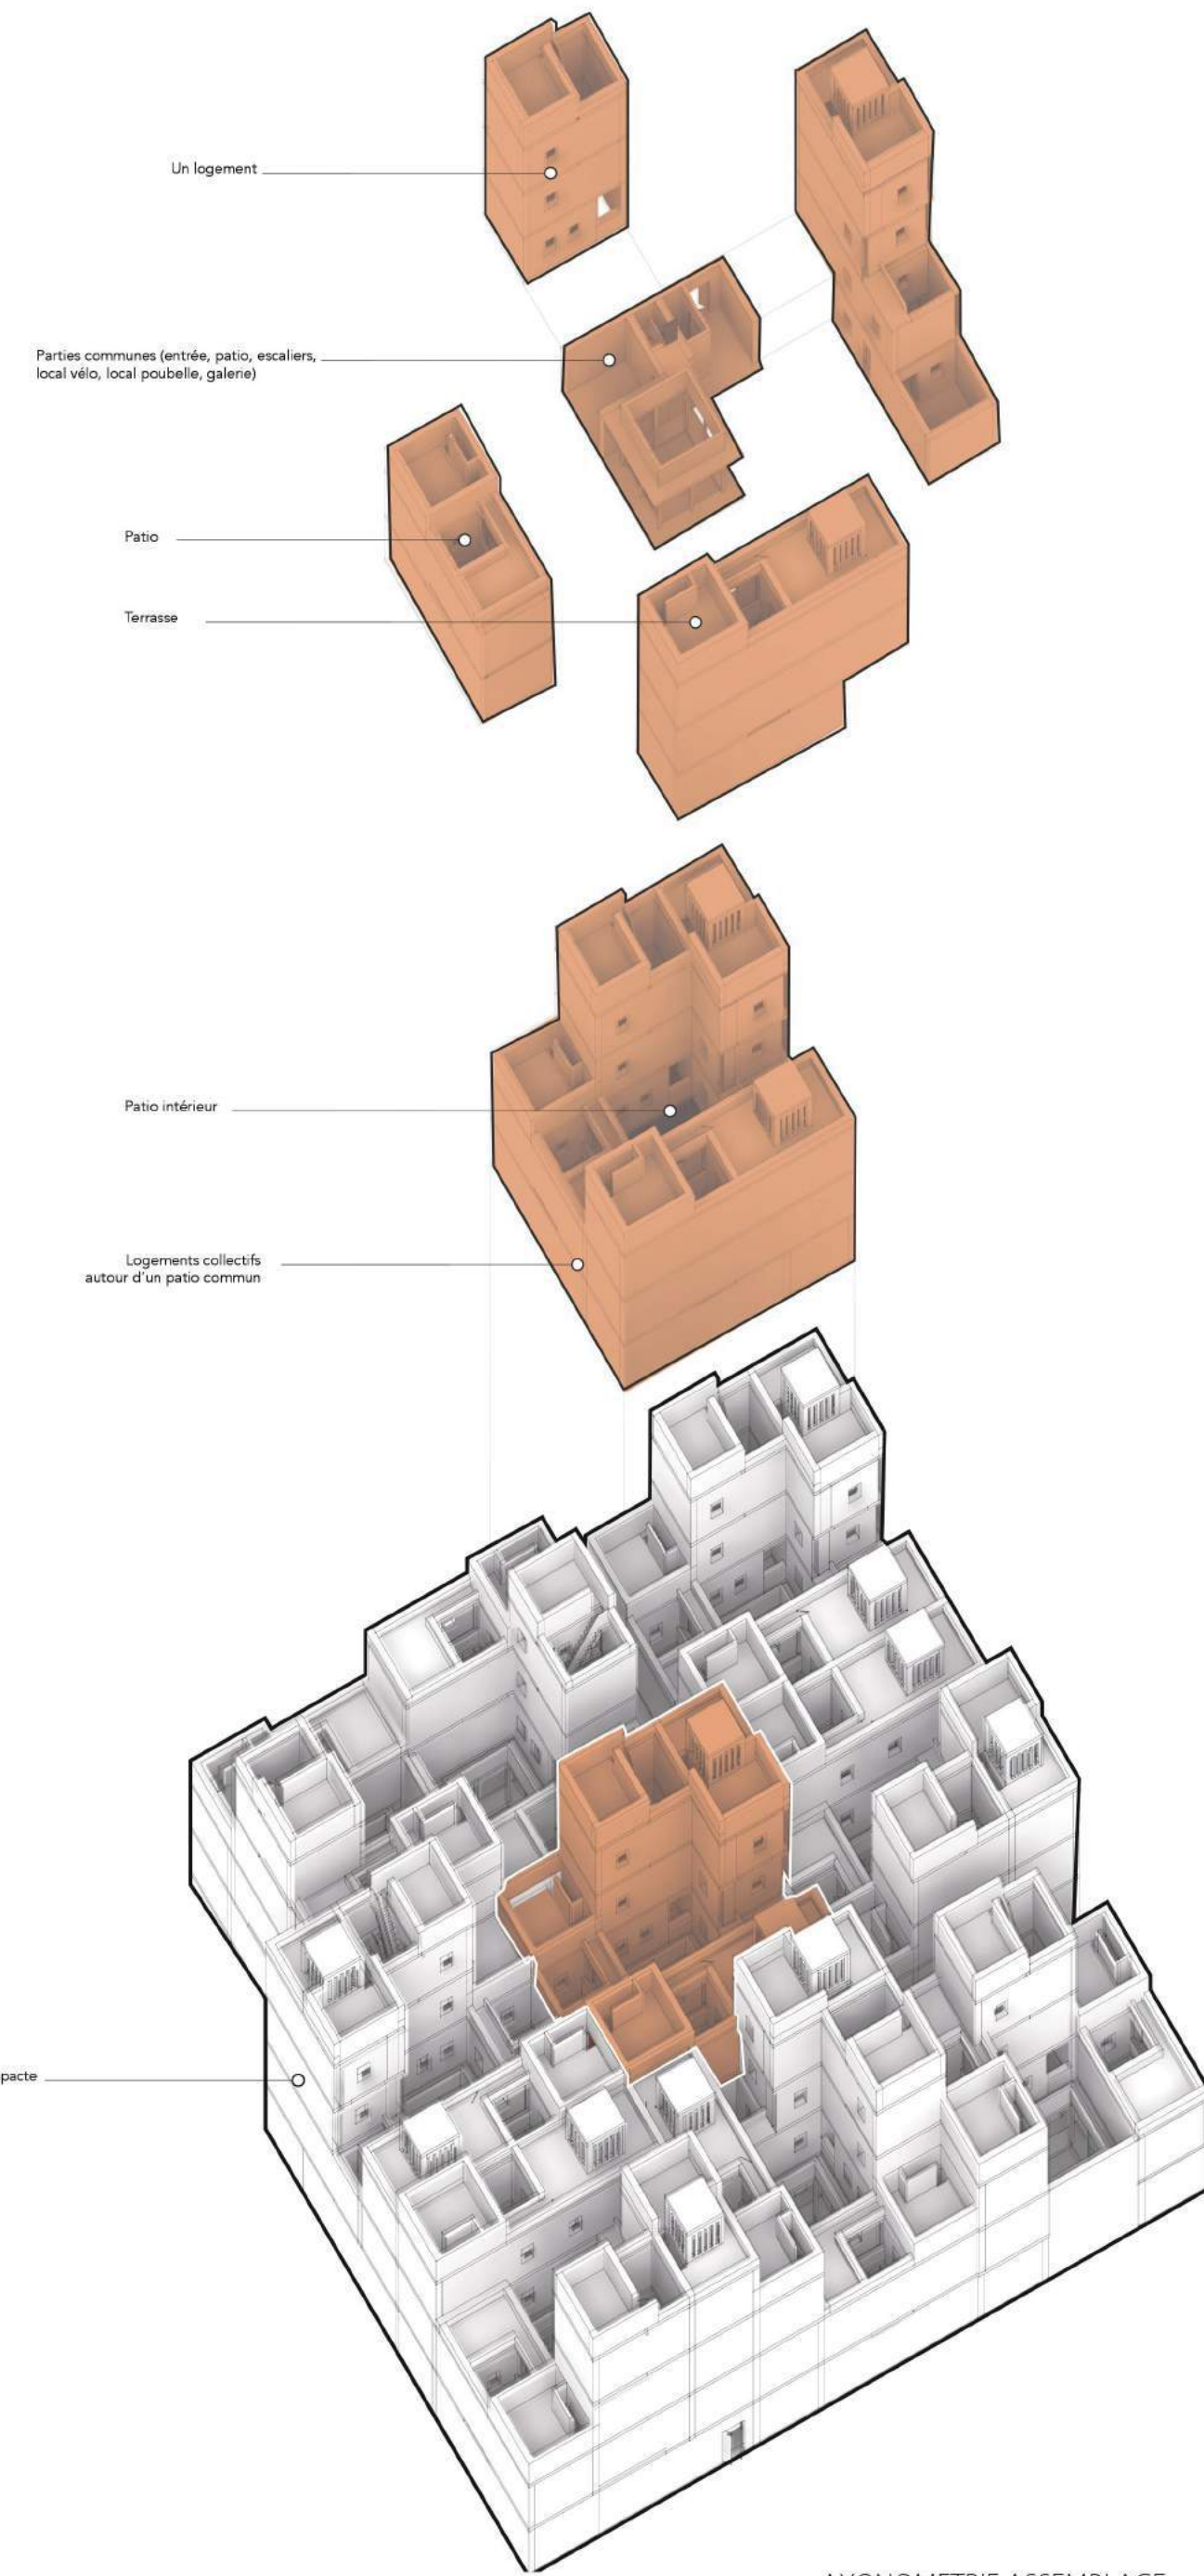 Un logement
Parties communes (entrée, patio, escaliers,
local vélo, local poubelle, galerie)
Patio
Terrasse
Patio intérieur
Logements collectifs
autour d'un patio commun
pacte